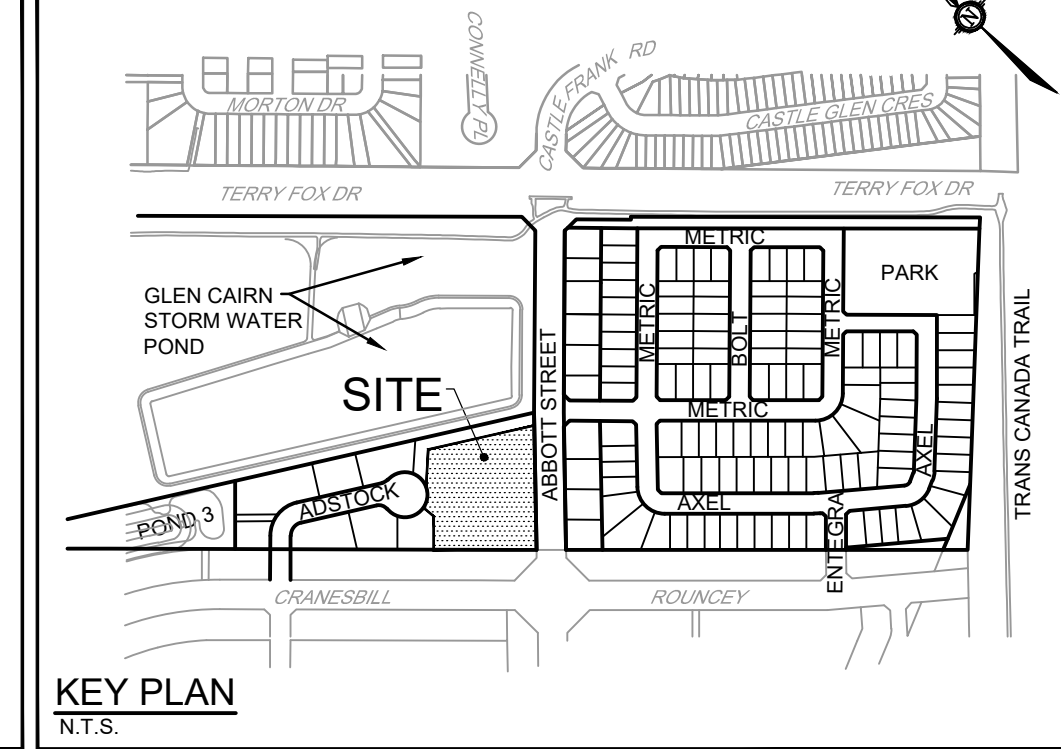 N
CONNELLY PL
CASTLE FRANK RD
MORTON DR
CASTLE GLEN CRES
TERRY FOX DR
TERRY FOX DR
METRIC
PARK
GLEN CAIRN
STORM WATER
POND
METRIC
BOLT
METRIC
TRANS CANADA TRAIL
SITE
ABBOTT STREET
METRIC
AXEL
ADSTOCK
AXEL
POND 3
ENTEGRA
CRANESBILL
ROUNCEY
KEY PLAN
N.T.S.